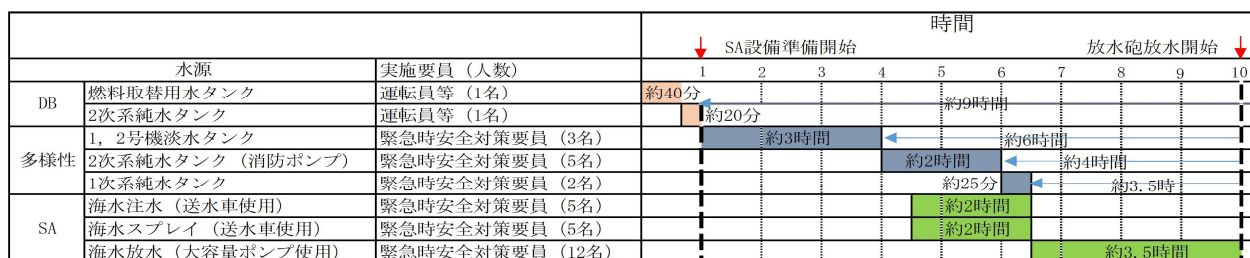 時間
SA設備準備開始 放水砲放水開始
水源 実施要員（人数） 1 2 3 4 5 6 7 8 9 10
DB 燃料取替用水タンク 運転員等（1名） 約40分 約9時間
2次系純水タンク 運転員等（1名） 約20分
多様性 1，2号機淡水タンク 緊急時安全対策要員（3名） 約3時間 約6時間
2次系純水タンク（消防ポンプ） 緊急時安全対策要員（5名） 約2時間 約4時間
1次系純水タンク 緊急時安全対策要員（2名） 約25分 約3.5時
SA 海水注水（送水車使用） 緊急時安全対策要員（5名） 約2時間
海水スプレイ（送水車使用） 緊急時安全対策要員（5名） 約2時間
海水放水（大容量ポンプ使用） 緊急時安全対策要員（12名） 約3.5時間